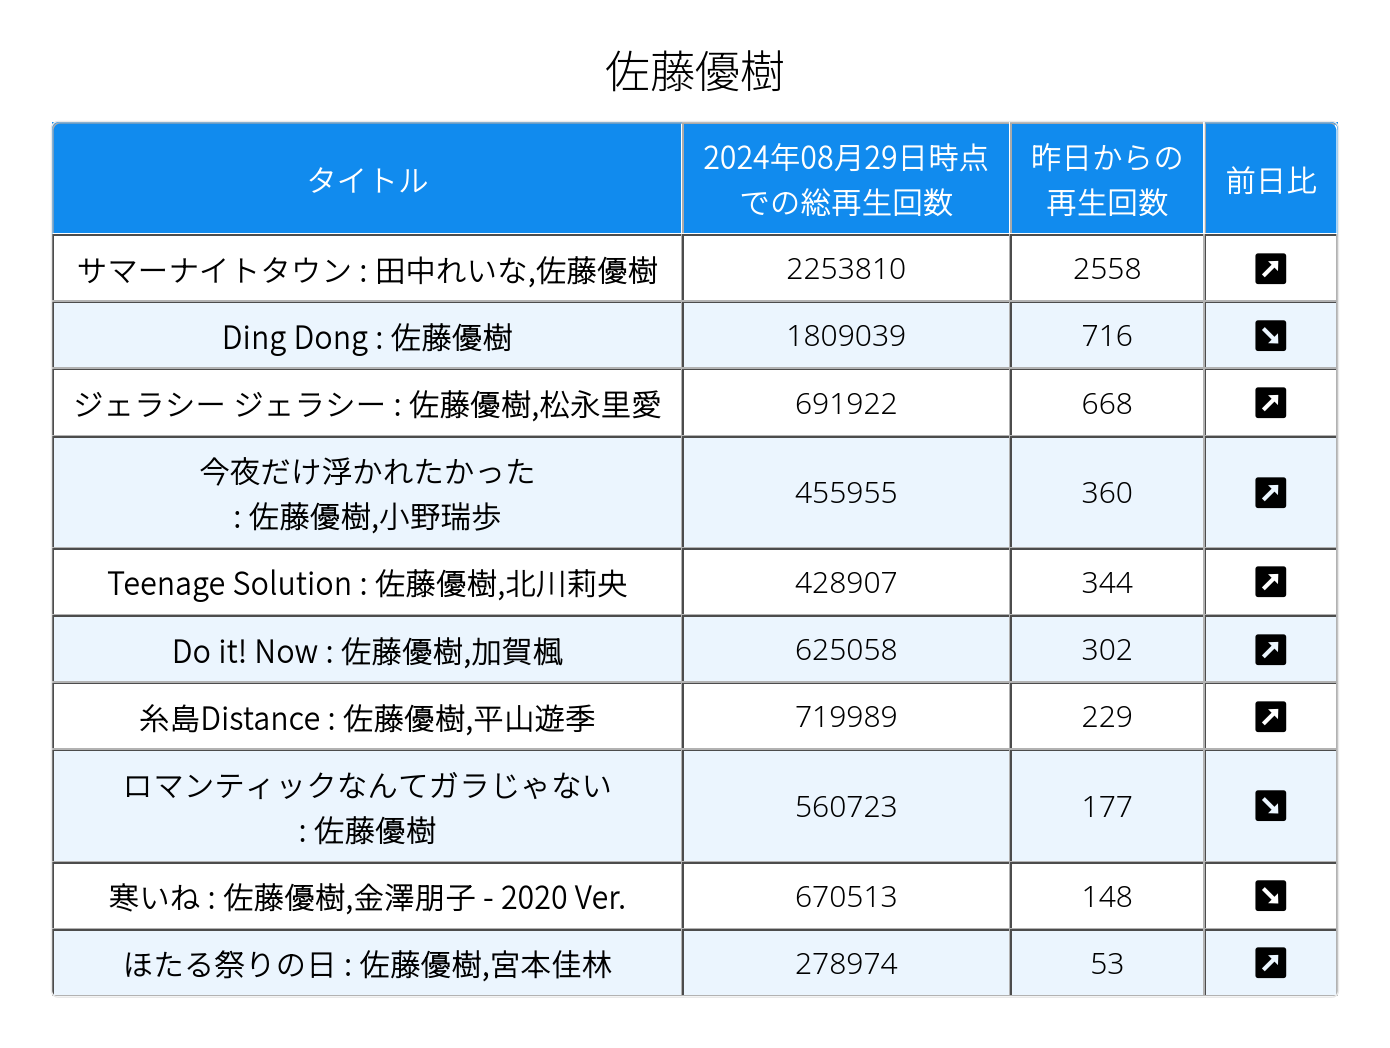 佐藤優樹
タイトル
2024年08月29日時点
での総再生回数
昨日からの
再生回数
前日比
サマーナイトタウン : 田中れいな,佐藤優樹
2253810
2558
Ding Dong : 佐藤優樹
1809039
716
ジェラシー ジェラシー : 佐藤優樹,松永里愛
691922
668
今夜だけ浮かれたかった
: 佐藤優樹,小野瑞歩
455955
360
Teenage Solution : 佐藤優樹,北川莉央
428907
344
Do it! Now : 佐藤優樹,加賀楓
625058
302
糸島Distance : 佐藤優樹,平山遊季
719989
229
ロマンティックなんてガラじゃない
: 佐藤優樹
560723
177
寒いね : 佐藤優樹,金澤朋子 - 2020 Ver.
670513
148
ほたる祭りの日 : 佐藤優樹,宮本佳林
278974
53